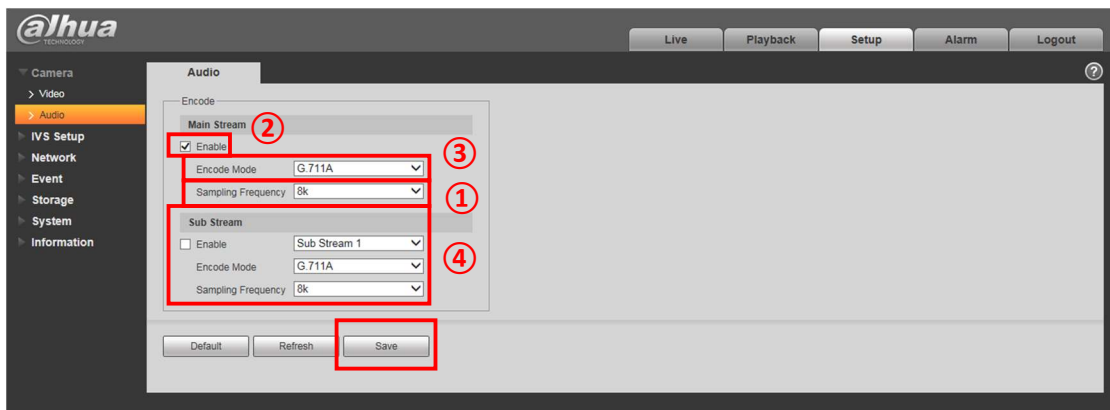 alhua
TECHNOLOGY
Live Playback Setup Alarm Logout
Camera
Video
Audio
IVS Setup
Network
Event
Storage
System
Information
Audio
?
Encode
Main Stream
②
Enable
③
Encode Mode G.711A
Sampling Frequency 8k
①
Sub Stream
Enable Sub Stream 1
④
Encode Mode G.711A
Sampling Frequency 8k
Default Refresh Save